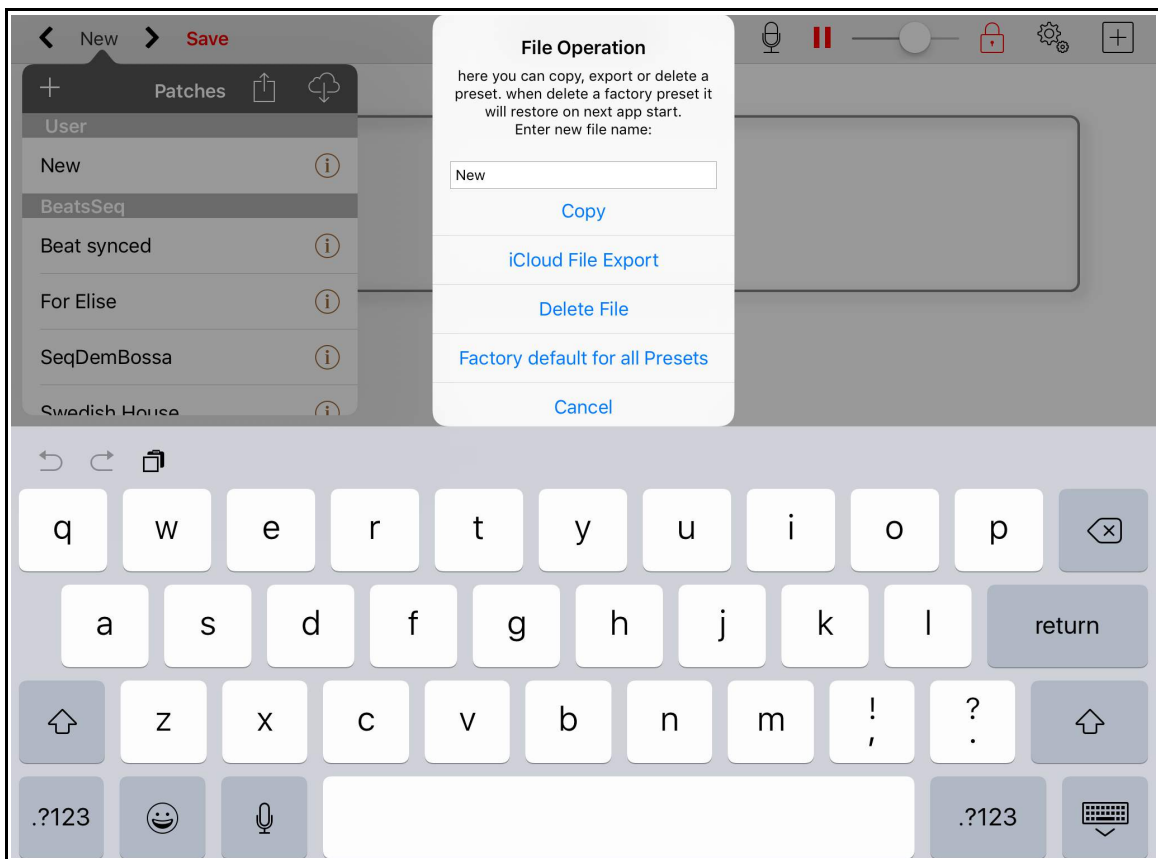 New
Save
Patches
User
New
BeatsSeq
Beat synced
For Elise
SeqDemBossa
Swedish House
File Operation
here you can copy, export or delete a
preset. when delete a factory preset it
will restore on next app start.
Enter new file name:
New
Copy
iCloud File Export
Delete File
Factory default for all Presets
Cancel
q w e r t y u i o p
a s d f g h j k l return
z x c v b n m ! , ? .
.?123 .?123